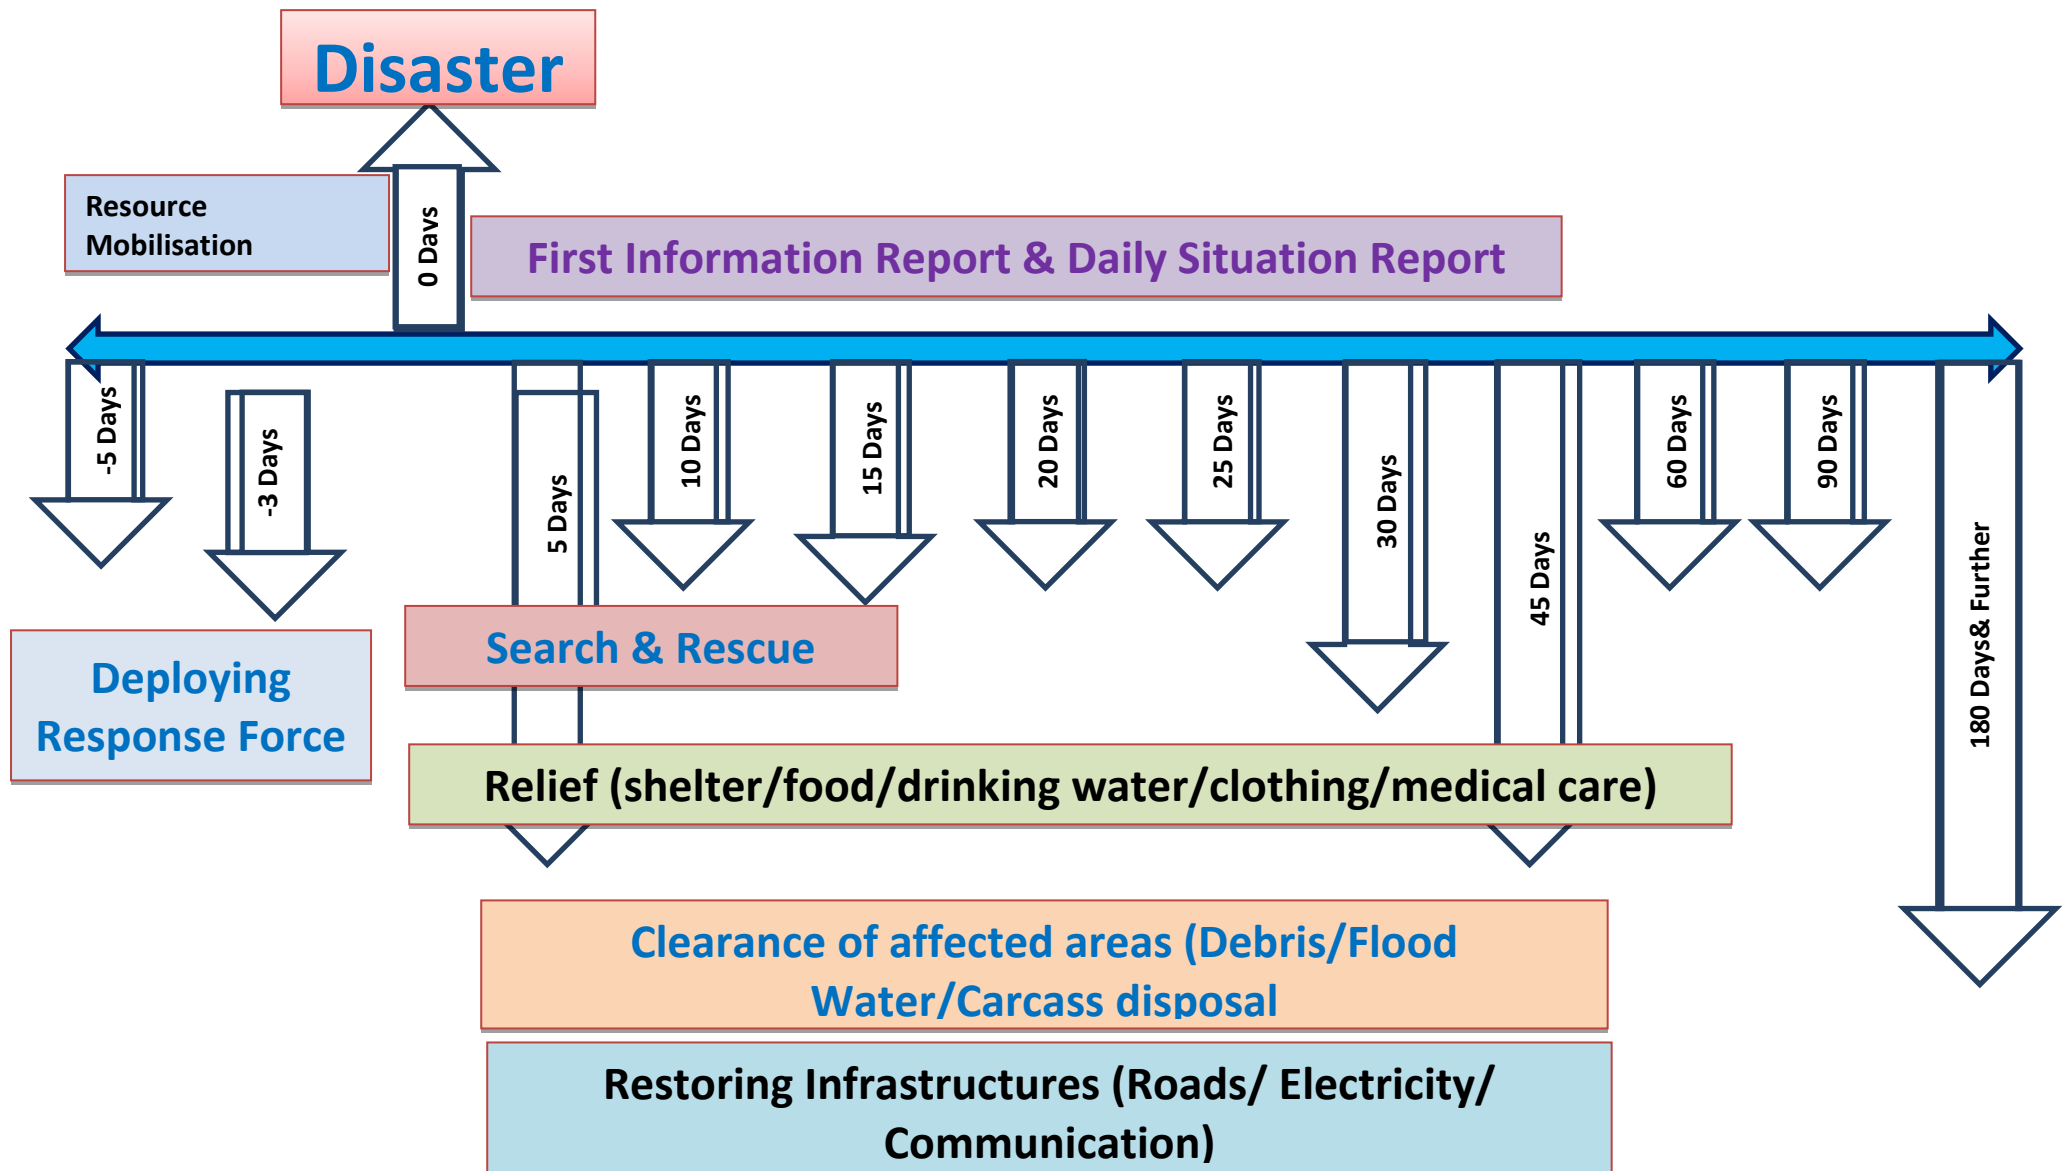 Disaster
Resource
Mobilisation
0 Days
First Information Report & Daily Situation Report
-5 Days
-3 Days
5 Days
10 Days
15 Days
20 Days
25 Days
30 Days
45 Days
60 Days
90 Days
180 Days& Further
Search & Rescue
Deploying
Response Force
Relief (shelter/food/drinking water/clothing/medical care)
Clearance of affected areas (Debris/Flood
Water/Carcass disposal
Restoring Infrastructures (Roads/ Electricity/
Communication)